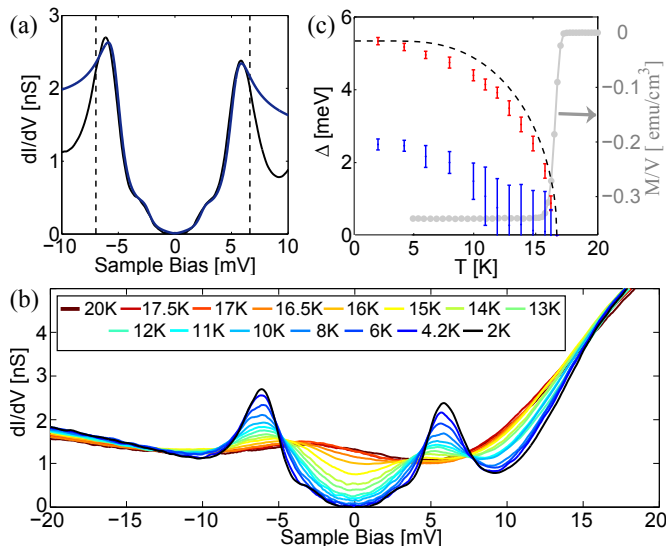 (a)
dI/dV [nS]
3
2
1
0
-10 -5 0 5 10
Sample Bias [mV]
(c)
Δ [meV]
6
4
2
0
0 5 10 15 20
T [K]
0
-0.1
-0.2
-0.3
M/V [ emu/cm³]
(b)
dI/dV [nS]
5
4
3
2
1
0
20K 17.5K 17K 16.5K 16K 15K 14K 13K
12K 11K 10K 8K 6K 4.2K 2K
-20 -15 -10 -5 0 5 10 15 20
Sample Bias [mV]